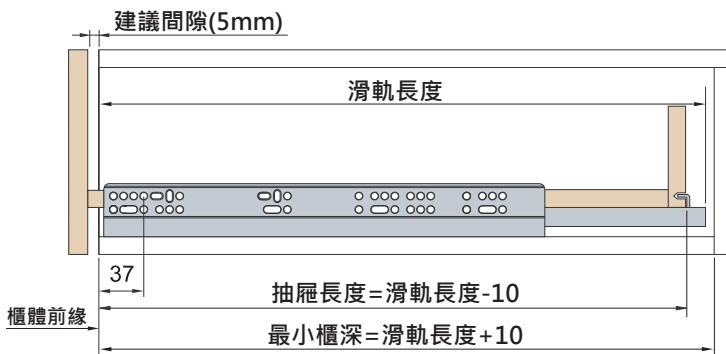 建議間隙(5mm)
滑軌長度
37
抽屜長度=滑軌長度-10
櫃體前緣
最小櫃深=滑軌長度+10